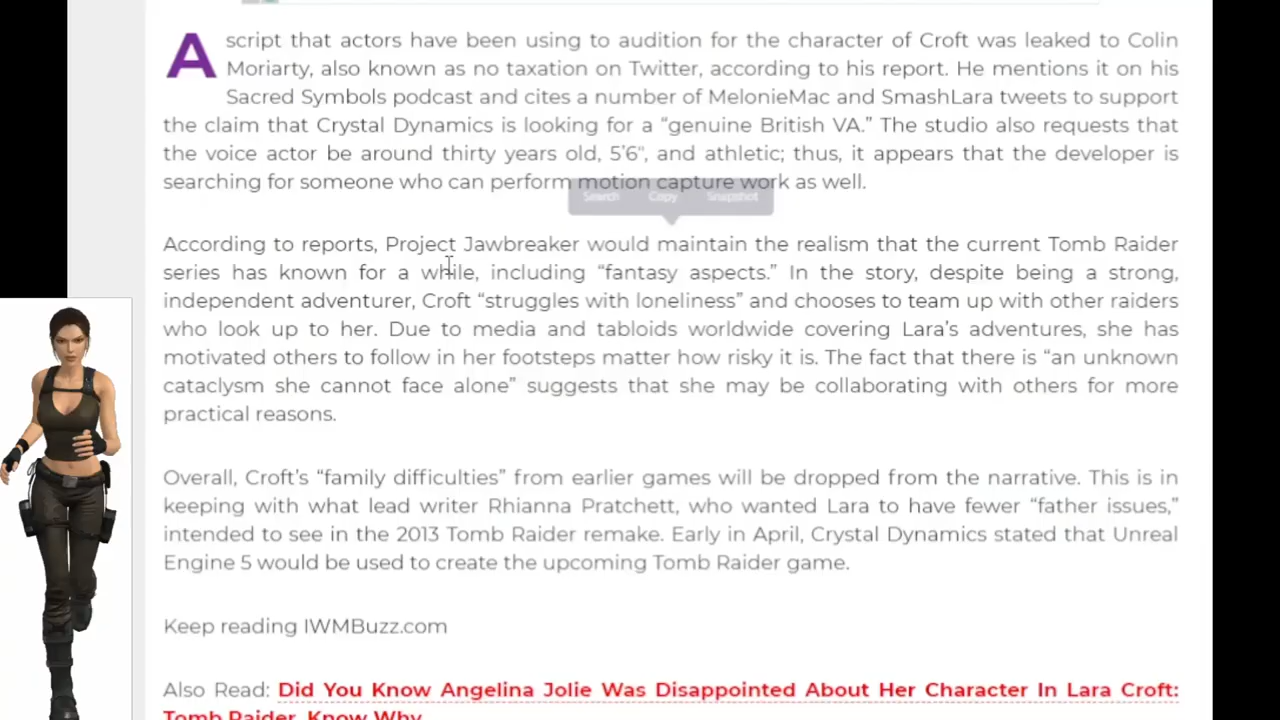 A script that actors have been using to audition for the character of Croft was leaked to Colin
Moriarty, also known as no taxation on Twitter, according to his report. He mentions it on his
Sacred Symbols podcast and cites a number of MelonieMac and SmashLara tweets to support
the claim that Crystal Dynamics is looking for a “genuine British VA.” The studio also requests that
the voice actor be around thirty years old, 5’6", and athletic; thus, it appears that the developer is
searching for someone who can perform motion capture work as well.
Search Copy Snapshot
According to reports, Project Jawbreaker would maintain the realism that the current Tomb Raider
series has known for a while, including “fantasy aspects.” In the story, despite being a strong,
independent adventurer, Croft “struggles with loneliness” and chooses to team up with other raiders
who look up to her. Due to media and tabloids worldwide covering Lara’s adventures, she has
motivated others to follow in her footsteps matter how risky it is. The fact that there is “an unknown
cataclysm she cannot face alone” suggests that she may be collaborating with others for more
practical reasons.
Overall, Croft’s “family difficulties” from earlier games will be dropped from the narrative. This is in
keeping with what lead writer Rhianna Pratchett, who wanted Lara to have fewer “father issues,”
intended to see in the 2013 Tomb Raider remake. Early in April, Crystal Dynamics stated that Unreal
Engine 5 would be used to create the upcoming Tomb Raider game.
Keep reading IWMBuzz.com
Also Read: Did You Know Angelina Jolie Was Disappointed About Her Character In Lara Croft:
Tomb Raider, Know Why